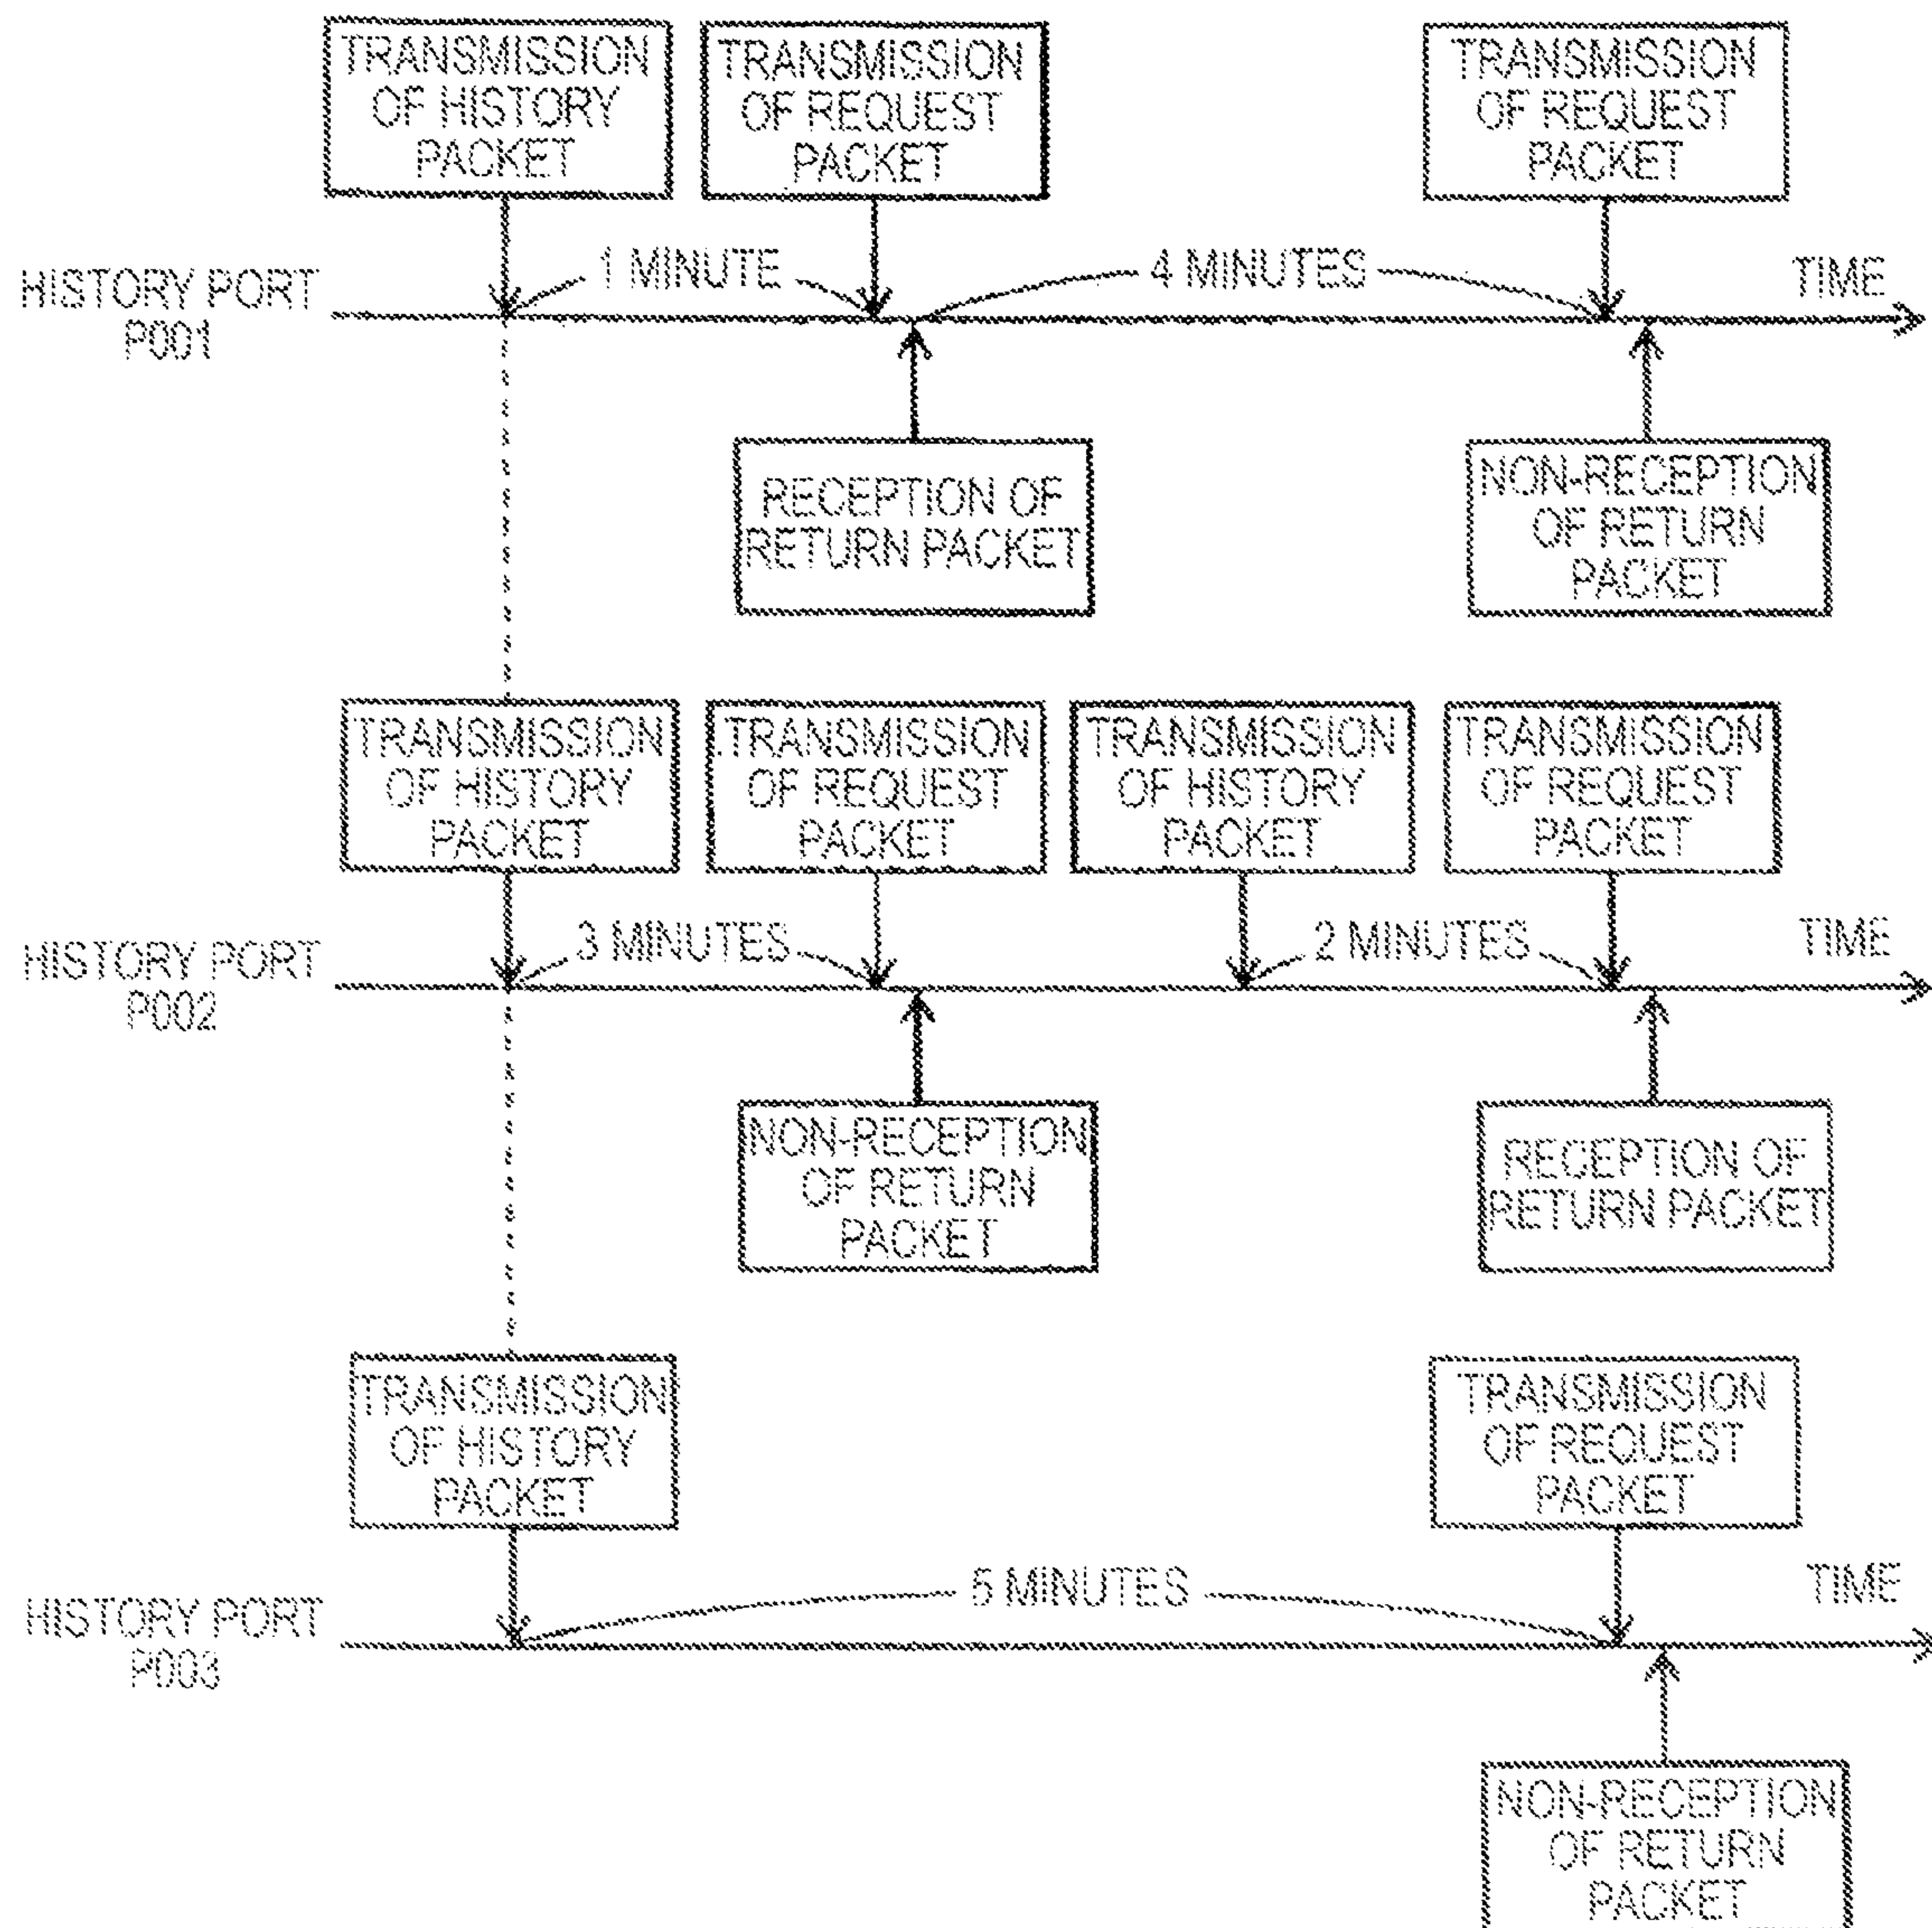 TRANSMISSION
OF HISTORY
PACKET
TRANSMISSION
OF REQUEST
PACKET
TRANSMISSION
OF REQUEST
PACKET
HISTORY PORT
P001
1 MINUTE
4 MINUTES
TIME
RECEPTION OF
RETURN PACKET
NON-RECEPTION
OF RETURN
PACKET
TRANSMISSION
OF HISTORY
PACKET
TRANSMISSION
OF REQUEST
PACKET
TRANSMISSION
OF HISTORY
PACKET
TRANSMISSION
OF REQUEST
PACKET
HISTORY PORT
P002
3 MINUTES
2 MINUTES
TIME
NON-RECEPTION
OF RETURN
PACKET
RECEPTION OF
RETURN PACKET
TRANSMISSION
OF HISTORY
PACKET
TRANSMISSION
OF REQUEST
PACKET
HISTORY PORT
P003
5 MINUTES
TIME
NON-RECEPTION
OF RETURN
PACKET